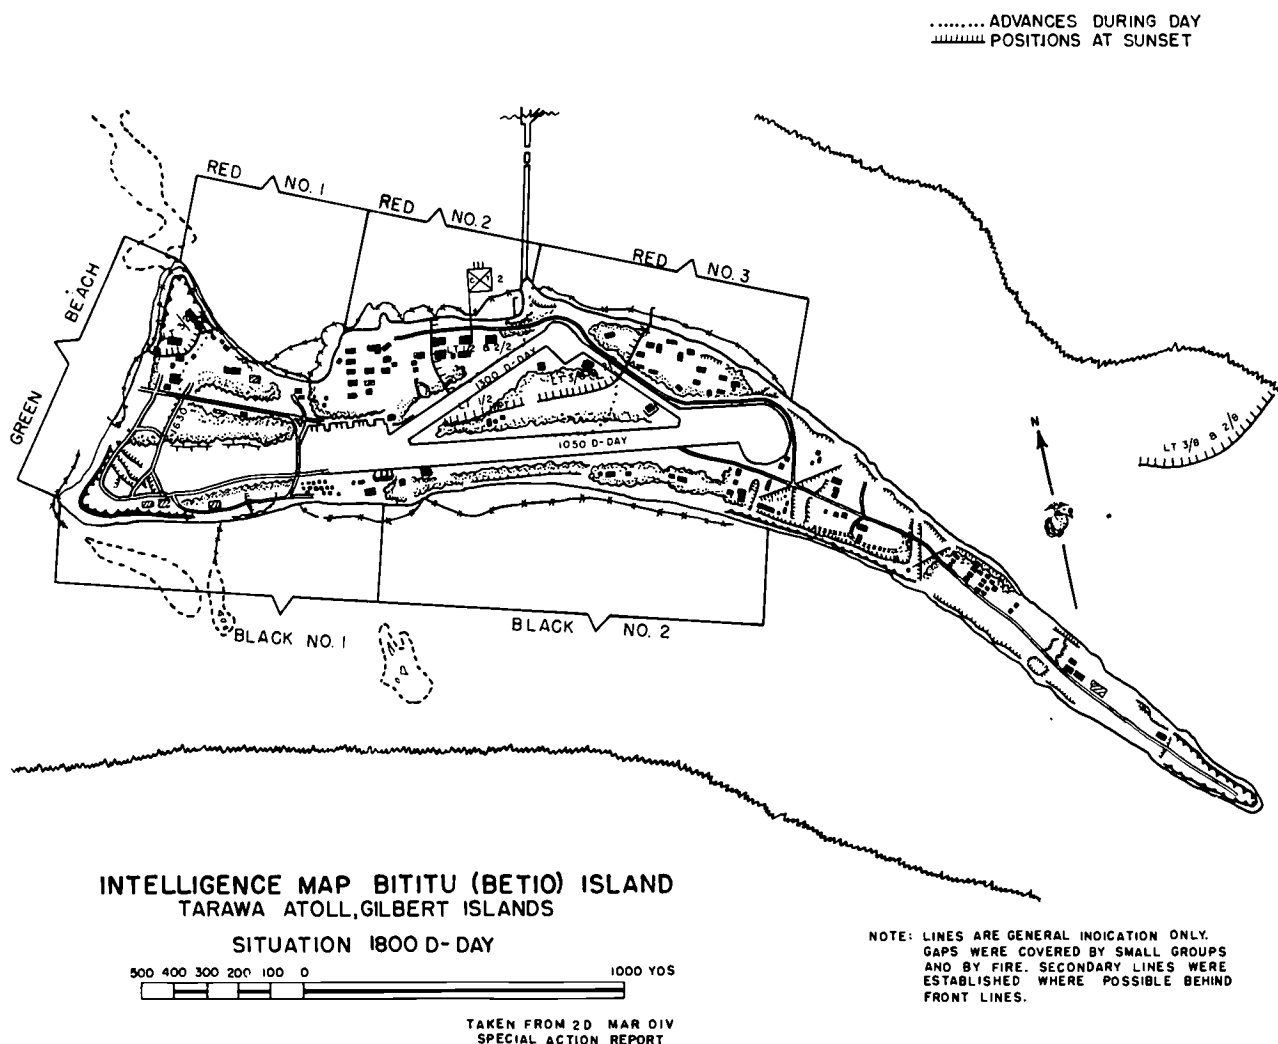 ADVANCES DURING DAY
POSITIONS AT SUNSET
RED NO. 1
RED NO. 2
RED NO. 3
GREEN BEACH
C T 2
LT 1/2 & 2/2
1300 D-DAY
1/2
1050 D-DAY
N
LT 3/8 & 2/8
BLACK NO. 1
BLACK NO. 2
INTELLIGENCE MAP BITITU (BETIO) ISLAND
TARAWA ATOLL, GILBERT ISLANDS
SITUATION 1800 D-DAY
500 400 300 200 100 0 1000 YDS
TAKEN FROM 2D MAR DIV
SPECIAL ACTION REPORT
NOTE: LINES ARE GENERAL INDICATION ONLY.
GAPS WERE COVERED BY SMALL GROUPS
AND BY FIRE. SECONDARY LINES WERE
ESTABLISHED WHERE POSSIBLE BEHIND
FRONT LINES.